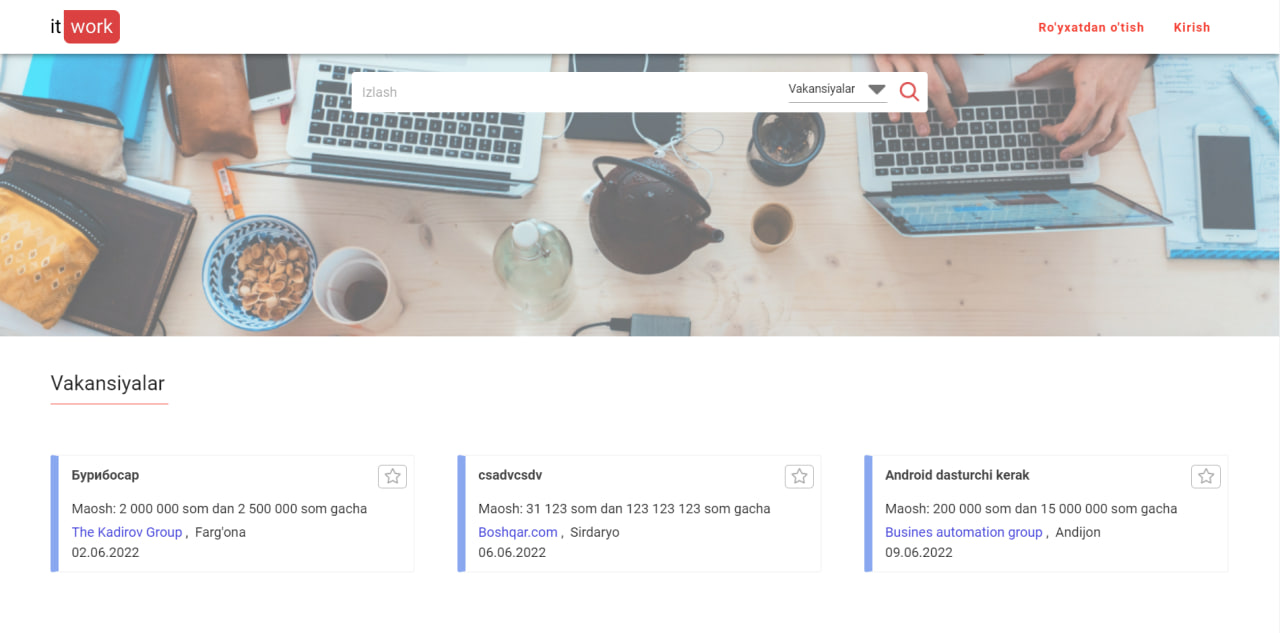 it work
Ro'yxatdan o'tish Kirish
Izlash Vakansiyalar
Vakansiyalar
Бурибосар
Maosh: 2 000 000 som dan 2 500 000 som gacha
The Kadirov Group , Farg'ona
02.06.2022
csadvcsdv
Maosh: 31 123 som dan 123 123 123 som gacha
Boshqar.com , Sirdaryo
06.06.2022
Android dasturchi kerak
Maosh: 200 000 som dan 15 000 000 som gacha
Busines automation group , Andijon
09.06.2022